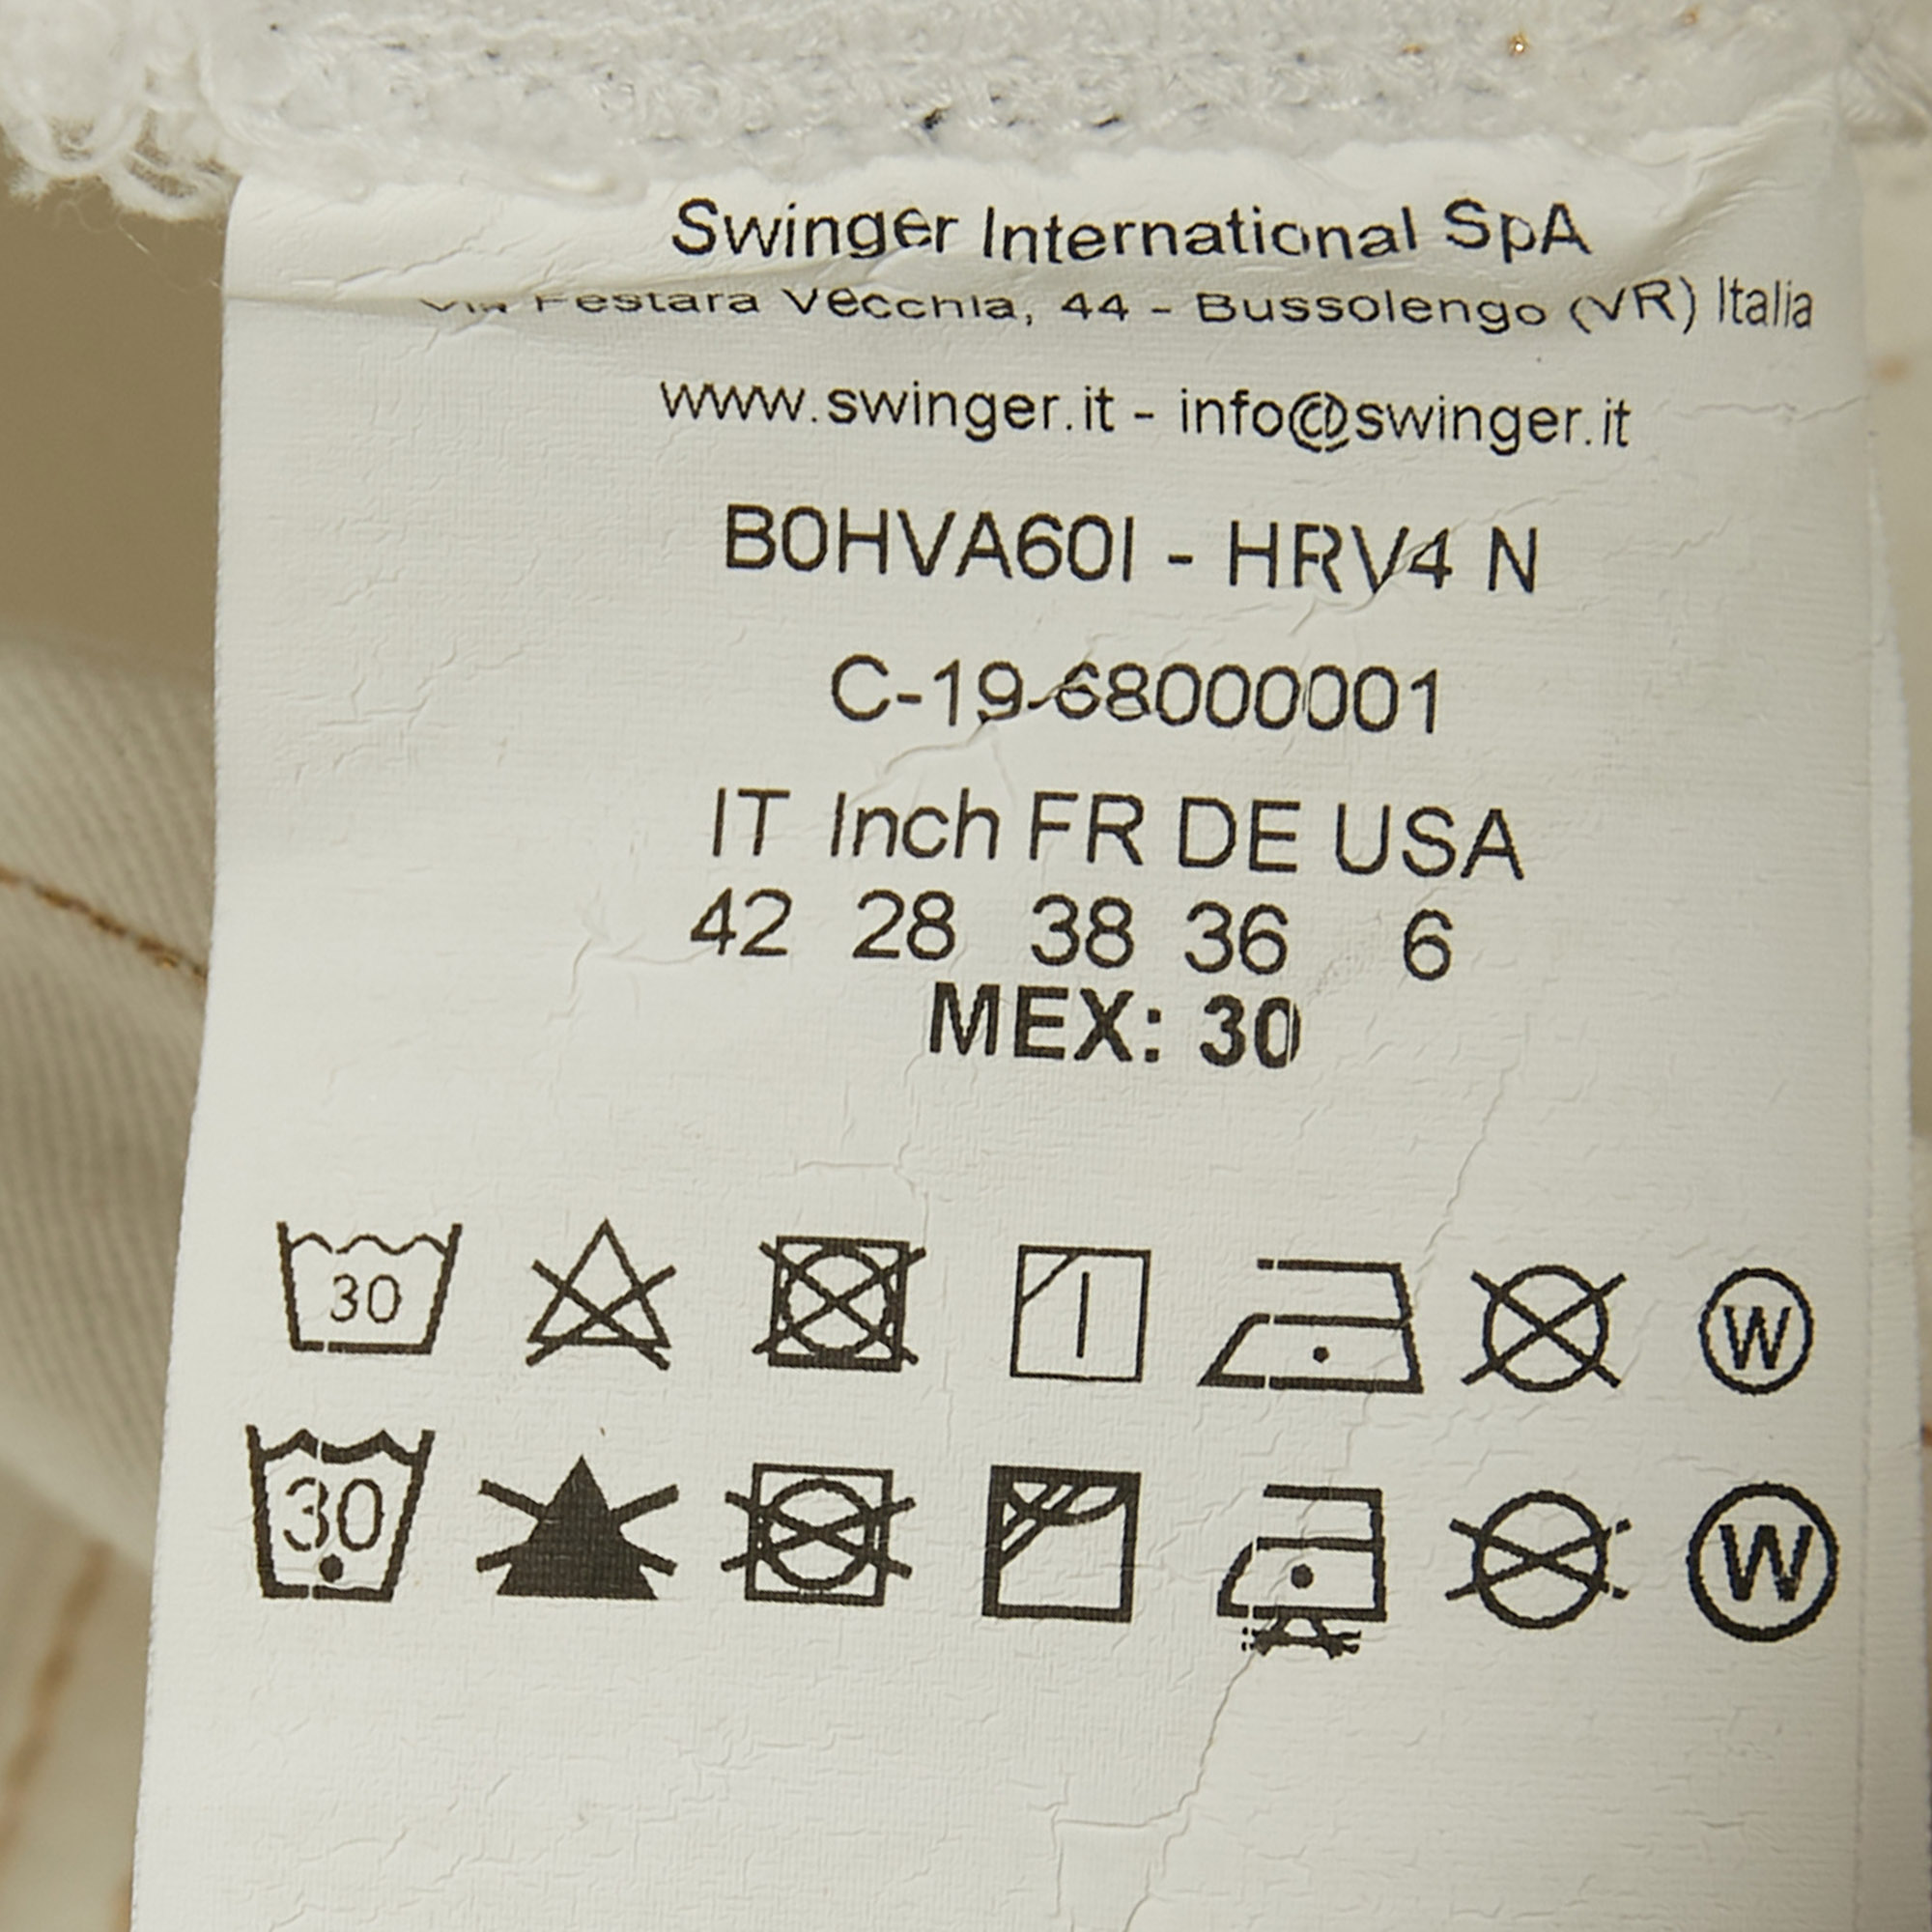 Swinger International SpA
Via Festara Vecchia, 44 - Bussolengo (VR) Italia
www.swinger.it - info@swinger.it
B0HVA60I - HRV4 N
C-19-68000001
IT Inch FR DE USA
42 28 38 36 6
MEX: 30
30 W
30 W